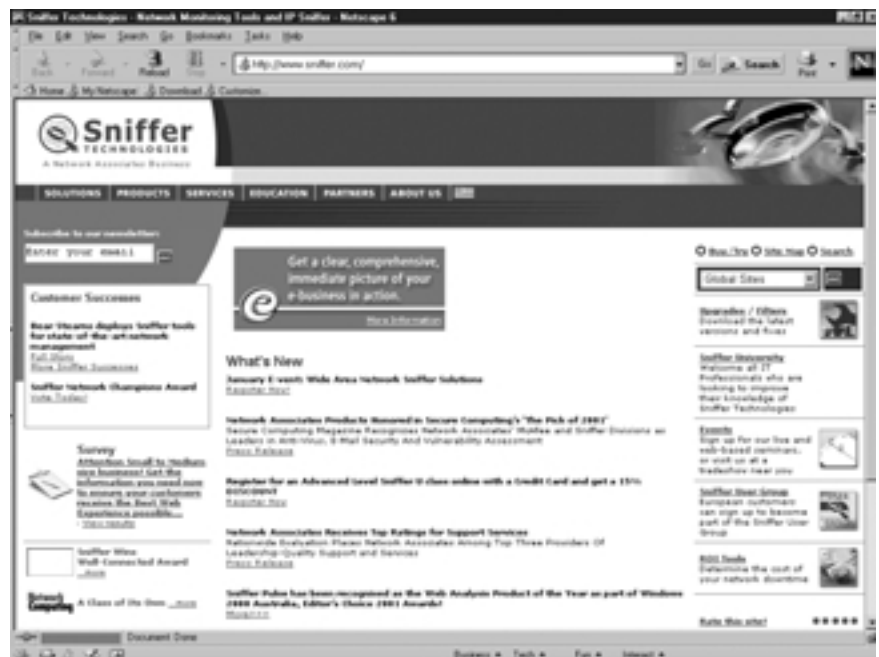 Sniffer Technologies - Network Monitoring Tools and IP Sniffer - Netscape 6
File Edit View Search Go Bookmarks Tasks Help
Back Forward Reload Stop http://www.sniffer.com/ Go Search Print N
Home My Netscape Download Customize...
Sniffer
TECHNOLOGIES
A Network Associates Business
SOLUTIONS PRODUCTS SERVICES EDUCATION PARTNERS ABOUT US
Subscribe to our newsletter:
Enter your email
Customer Successes
Bear Stearns deploys Sniffer tools
for state-of-the-art network
management
Full Story
More Sniffer Successes
Sniffer Network Champions Award
Vote Today!
Survey
Attention Small to Medium
size business! Get the
information you need now
to ensure your customers
receive the Best Web
Experience possible...
- View results
Sniffer Wins
Well-Connected Award
...more
Network
Computing
A Class of Its Own ...more
Get a clear, comprehensive,
immediate picture of your
e-business in action.
More Information
What's New
January E-vent: Wide Area Network Sniffer Solutions
Register Now!
Network Associates Products Honored in Secure Computing's "The Pick of 2001"
Secure Computing Magazine Recognizes Network Associates' McAfee and Sniffer Divisions as
Leaders in Anti-Virus, E-Mail Security And Vulnerability Assessment
Press Release
Register for an Advanced Level Sniffer U class online with a Credit Card and get a 15%
DISCOUNT
Register Now
Network Associates Receives Top Ratings for Support Services
Nationwide Evaluation Places Network Associates Among Top Three Providers Of
Leadership-Quality Support and Services
Press Release
Sniffer Pulse has been recognised as the Web Analysis Product of the Year as part of Windows
2000 Australia, Editor's Choice 2001 Awards!
More>>>
Buy/Try Site Map Search
Global Sites
Upgrades / Filters
Download the latest
versions and fixes
Sniffer University
Welcome all IT
Professionals who are
looking to improve
their knowledge of
Sniffer Technologies
Events
Sign up for our live and
web-based seminars,
or visit us at a
tradeshow near you
Sniffer User Group
European customers
can sign up to become
part of the Sniffer User
Group
ROI Tools
Determine the cost of
your network downtime
Rate this site!
Document: Done
Business Tech Fun Interact